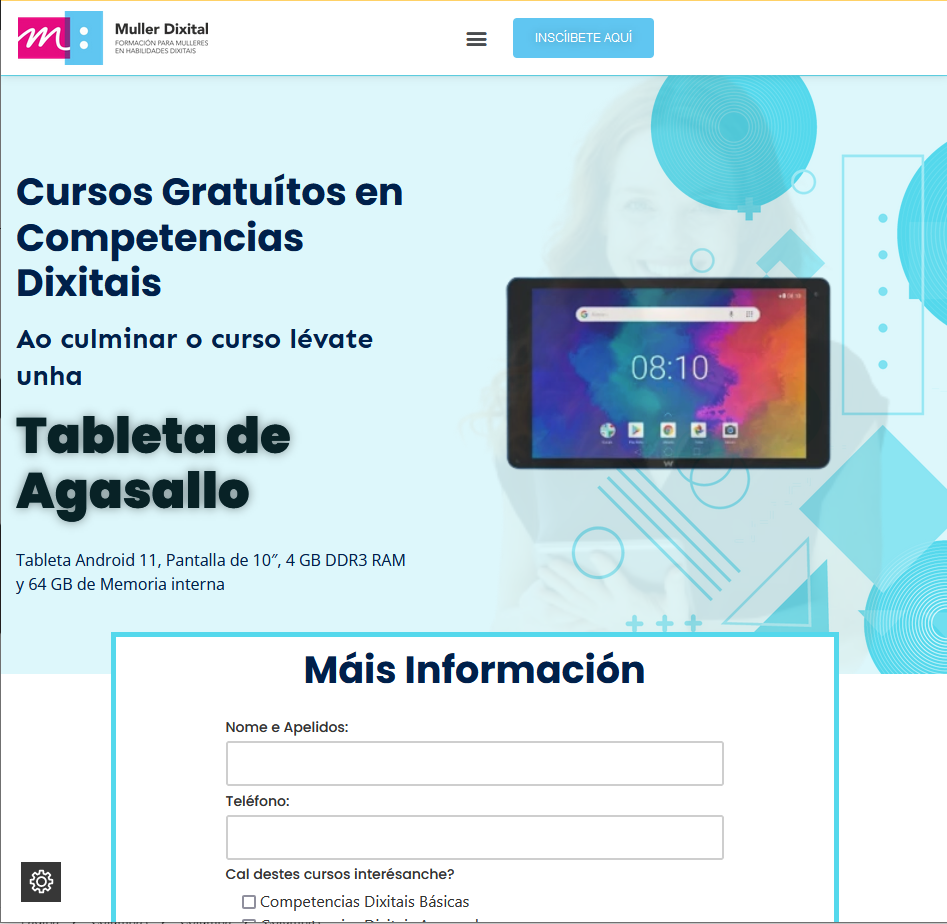 Muller Dixital
FORMACIÓN PARA MULLERES
EN HABILIDADES DIXITAIS
INSCÍIBETE AQUÍ
Cursos Gratuítos en
Competencias
Dixitais
Ao culminar o curso lévate
unha
Tableta de
Agasallo
08:10
Tableta Android 11, Pantalla de 10″, 4 GB DDR3 RAM
y 64 GB de Memoria interna
Máis Información
Nome e Apelidos:
Teléfono:
Cal destes cursos interésanche?
Competencias Dixitais Básicas